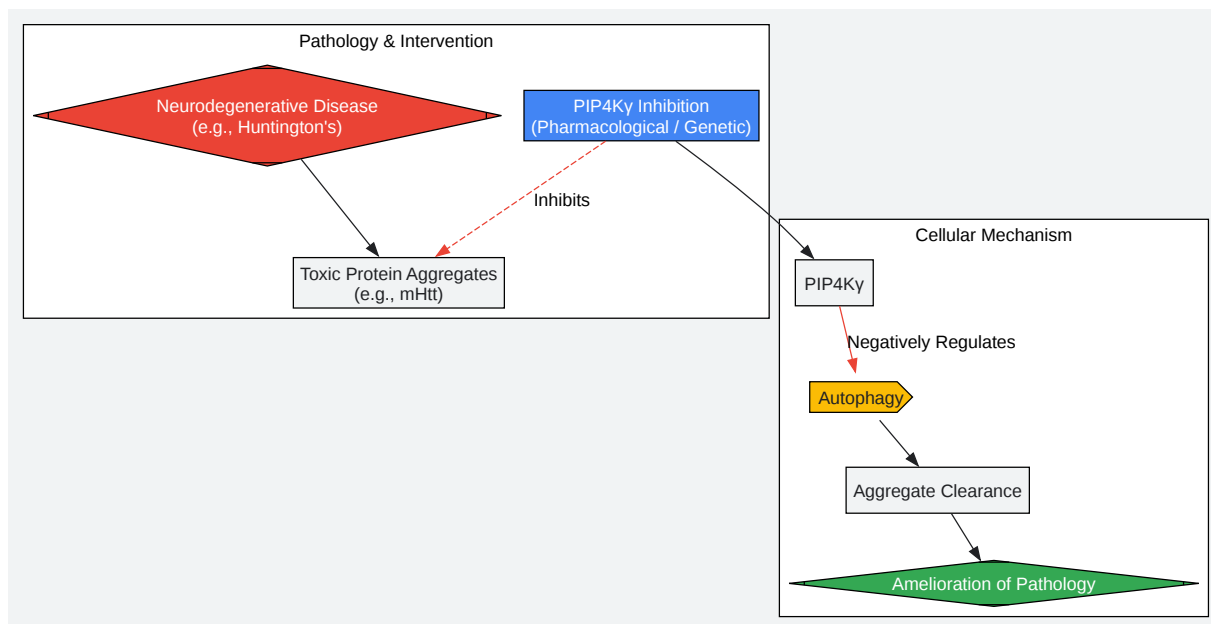 Pathology & Intervention
Neurodegenerative Disease
(e.g., Huntington's)
PIP4Kγ Inhibition
(Pharmacological / Genetic)
Inhibits
Toxic Protein Aggregates
(e.g., mHtt)
Cellular Mechanism
PIP4Kγ
Negatively Regulates
Autophagy
Aggregate Clearance
Amelioration of Pathology